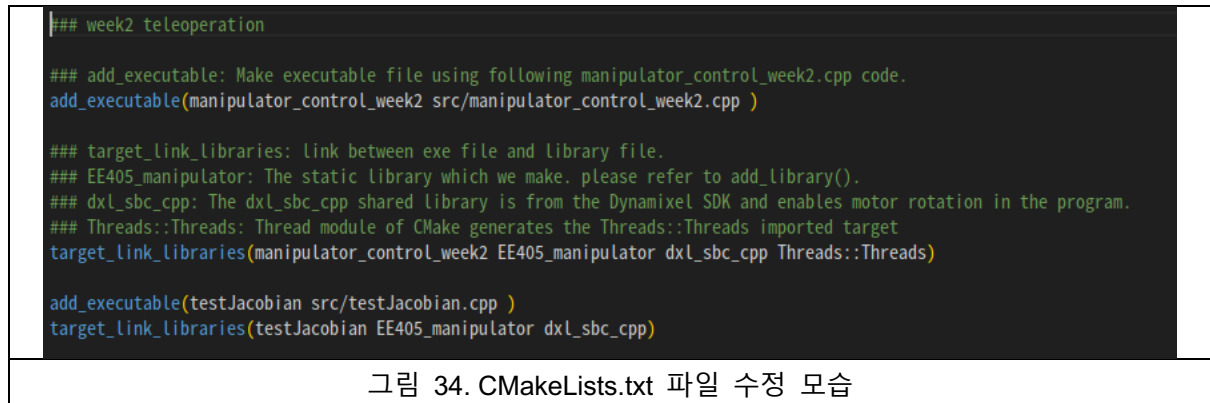 ### week2 teleoperation
### add_executable: Make executable file using following manipulator_control_week2.cpp code.
add_executable(manipulator_control_week2 src/manipulator_control_week2.cpp )
### target_link_libraries: link between exe file and library file.
### EE405_manipulator: The static library which we make. please refer to add_library().
### dxl_sbc_cpp: The dxl_sbc_cpp shared library is from the Dynamixel SDK and enables motor rotation in the program.
### Threads::Threads: Thread module of CMake generates the Threads::Threads imported target
target_link_libraries(manipulator_control_week2 EE405_manipulator dxl_sbc_cpp Threads::Threads)
add_executable(testJacobian src/testJacobian.cpp )
target_link_libraries(testJacobian EE405_manipulator dxl_sbc_cpp)
그림 34. CMakeLists.txt 파일 수정 모습